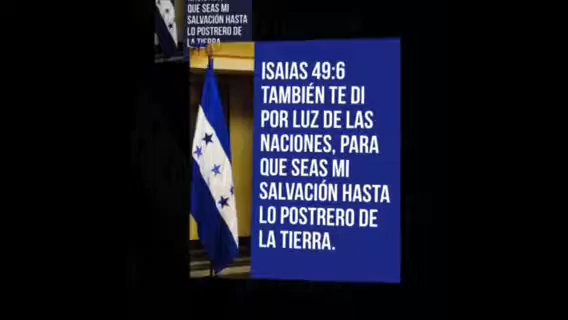 QUE SEAS MI
SALVACIÓN HASTA
LO POSTRERO DE
LA TIERRA
ISAIAS 49:6
TAMBIÉN TE DI
POR LUZ DE LAS
NACIONES, PARA
QUE SEAS MI
SALVACIÓN HASTA
LO POSTRERO DE
LA TIERRA.